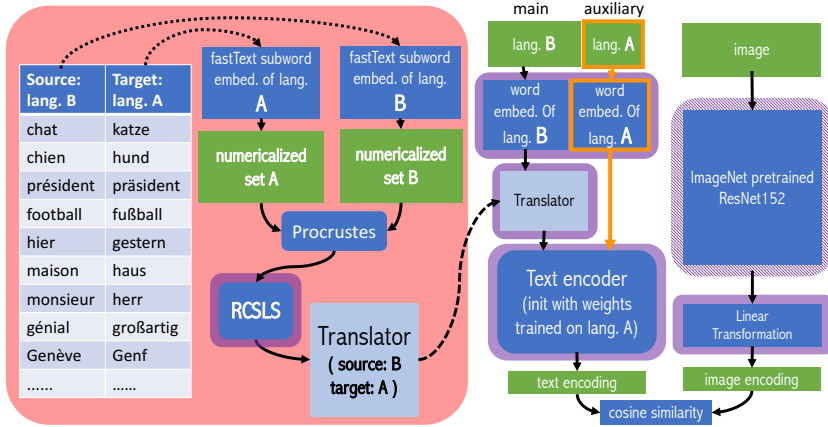 Source:
lang. B
Target:
lang. A
chat
katze
chien
hund
président
präsident
football
fußball
hier
gestern
maison
haus
monsieur
herr
génial
großartig
Genève
Genf
......
......
fastText subword
embed. of lang.
A
fastText subword
embed. of lang.
B
numericalized
set A
numericalized
set B
Procrustes
RCSLS
Translator
( source: B
target: A )
main
auxiliary
lang. B
lang. A
word
embed. Of
lang. B
word
embed. Of
lang. A
Translator
Text encoder
(init with weights
trained on lang. A)
text encoding
image
ImageNet pretrained
ResNet152
Linear
Transformation
image encoding
cosine similarity